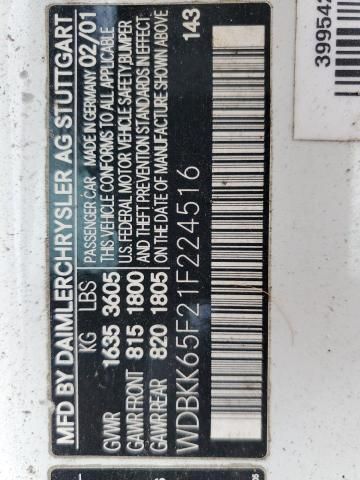 MFD BY DAIMLERCHRYSLER AG STUTTGART
PASSENGER CAR MADE IN GERMANY 02/01
THIS VEHICLE CONFORMS TO ALL APPLICABLE
U.S. FEDERAL MOTOR VEHICLE SAFETY,BUMPER
AND THEFT PREVENTION STANDARDS IN EFFECT
ON THE DATE OF MANUFACTURE SHOWN ABOVE
143
KG LBS
GVWR 1635 3605
GAWR FRONT 815 1800
GAWR REAR 820 1805
WDBKK65F21F224516